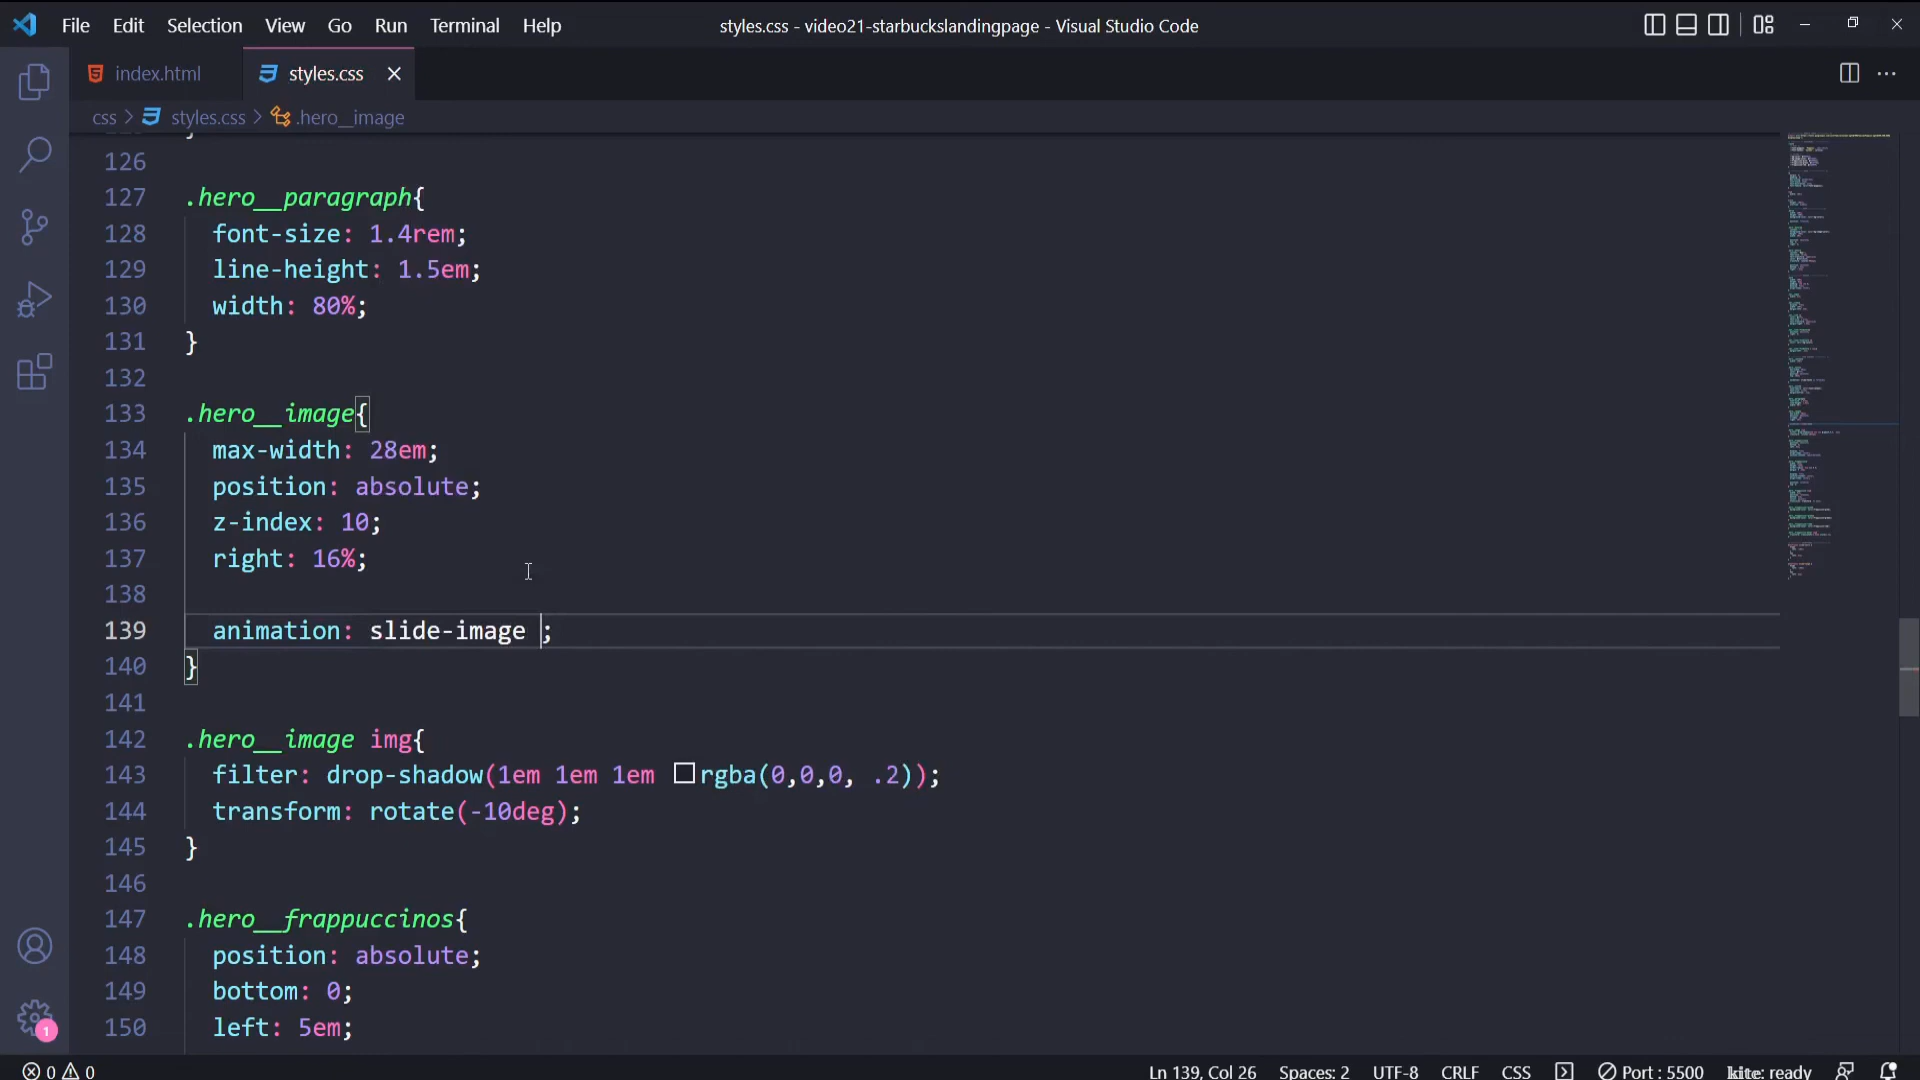 File Edit Selection View Go Run Terminal Help
styles.css - video21-starbuckslandingpage - Visual Studio Code
index.html
styles.css
css > styles.css > .hero__image
126
127 .hero__paragraph{
128 font-size: 1.4rem;
129 line-height: 1.5em;
130 width: 80%;
131 }
132
133 .hero__image{
134 max-width: 28em;
135 position: absolute;
136 z-index: 10;
137 right: 16%;
138
139 animation: slide-image ;
140 }
141
142 .hero__image img{
143 filter: drop-shadow(1em 1em 1em rgba(0,0,0, .2));
144 transform: rotate(-10deg);
145 }
146
147 .hero__frappuccinos{
148 position: absolute;
149 bottom: 0;
150 left: 5em;
1
0 0
Ln 139, Col 26 Spaces: 2 UTF-8 CRLF CSS Port : 5500 kite: ready